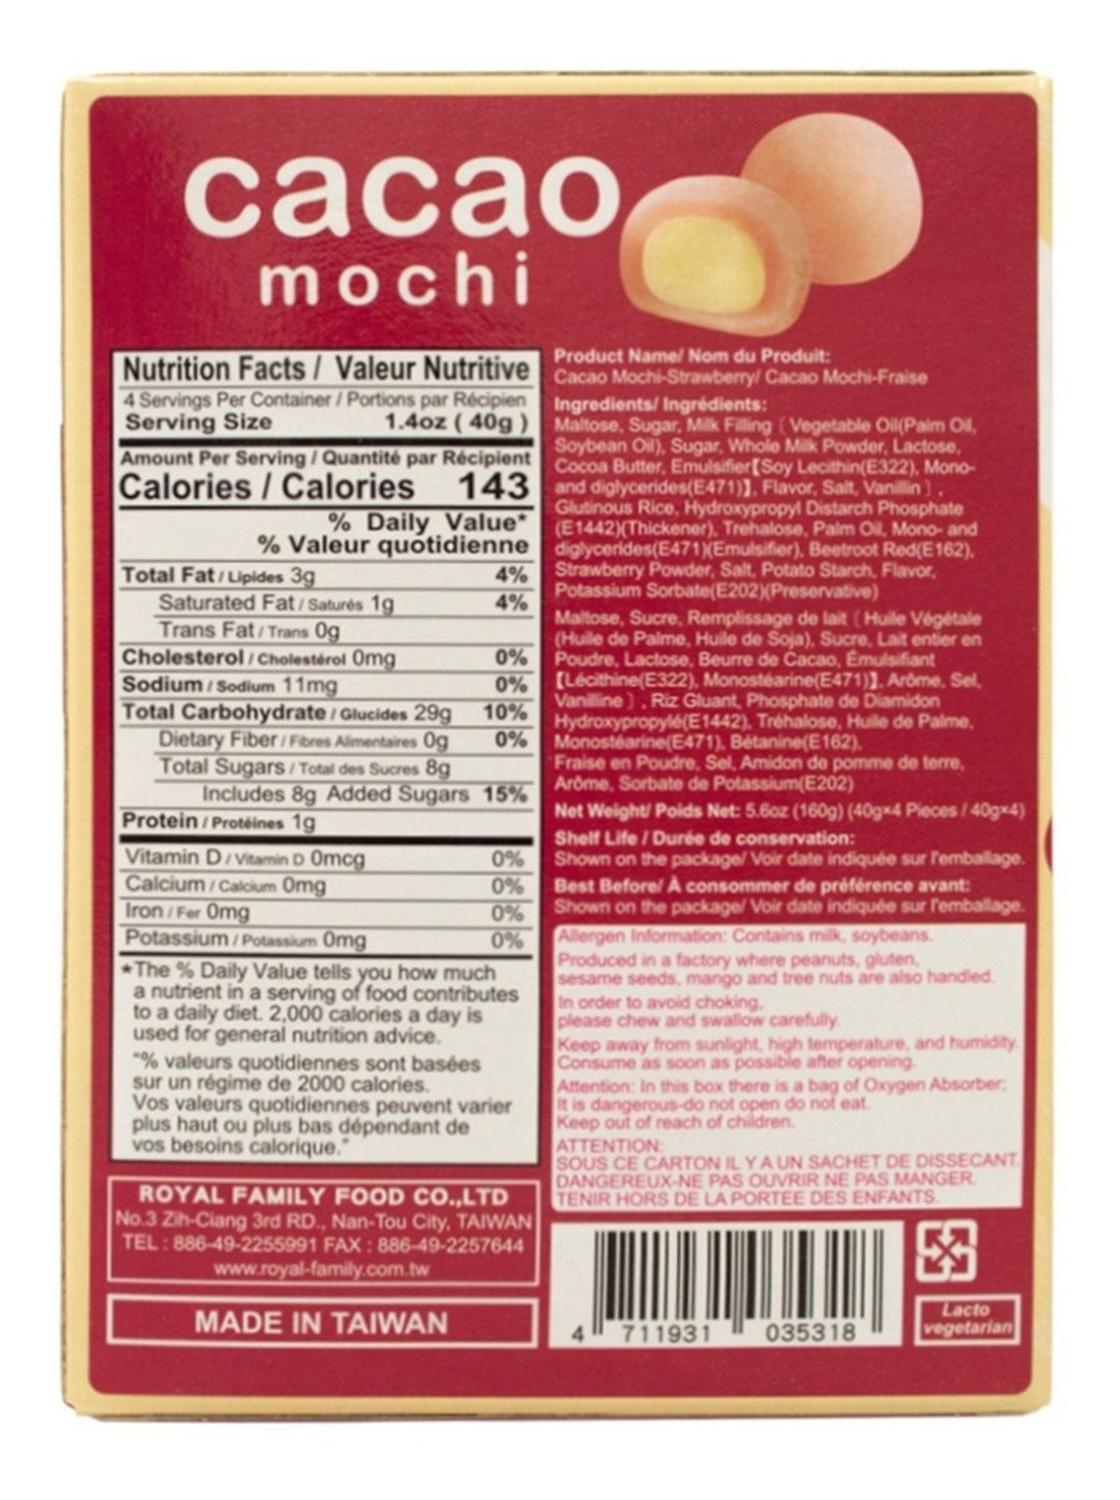 cacao
mochi
Nutrition Facts / Valeur Nutritive
4 Servings Per Container / Portions par Récipien
Serving Size 1.4oz ( 40g )
Amount Per Serving / Quantité par Récipient
Calories / Calories 143
% Daily Value*
% Valeur quotidienne
Total Fat / Lipides 3g 4%
Saturated Fat / Saturés 1g 4%
Trans Fat / Trans 0g
Cholesterol / Cholestérol 0mg 0%
Sodium / Sodium 11mg 0%
Total Carbohydrate / Glucides 29g 10%
Dietary Fiber / Fibres Alimentaires 0g 0%
Total Sugars / Total des Sucres 8g
Includes 8g Added Sugars 15%
Protein / Protéines 1g
Vitamin D / Vitamin D 0mcg 0%
Calcium / Calcium 0mg 0%
Iron / Fer 0mg 0%
Potassium / Potassium 0mg 0%
*The % Daily Value tells you how much
a nutrient in a serving of food contributes
to a daily diet. 2,000 calories a day is
used for general nutrition advice.
"% valeurs quotidiennes sont basées
sur un régime de 2000 calories.
Vos valeurs quotidiennes peuvent varier
plus haut ou plus bas dépendant de
vos besoins calorique."
ROYAL FAMILY FOOD CO.,LTD
No.3 Zih-Ciang 3rd RD., Nan-Tou City, TAIWAN
TEL : 886-49-2255991 FAX : 886-49-2257644
www.royal-family.com.tw
MADE IN TAIWAN
Product Name/ Nom du Produit:
Cacao Mochi-Strawberry/ Cacao Mochi-Fraise
Ingredients/ Ingrédients:
Maltose, Sugar, Milk Filling〔Vegetable Oil(Palm Oil,
Soybean Oil), Sugar, Whole Milk Powder, Lactose,
Cocoa Butter, Emulsifier【Soy Lecithin(E322), Mono-
and diglycerides(E471)】, Flavor, Salt, Vanillin〕,
Glutinous Rice, Hydroxypropyl Distarch Phosphate
(E1442)(Thickener), Trehalose, Palm Oil, Mono- and
diglycerides(E471)(Emulsifier), Beetroot Red(E162),
Strawberry Powder, Salt, Potato Starch, Flavor,
Potassium Sorbate(E202)(Preservative)
Maltose, Sucre, Remplissage de lait〔Huile Végétale
(Huile de Palme, Huile de Soja), Sucre, Lait entier en
Poudre, Lactose, Beurre de Cacao, Émulsifiant
【Lécithine(E322), Monostéarine(E471)】, Arôme, Sel,
Vanilline〕, Riz Gluant, Phosphate de Diamidon
Hydroxypropylé(E1442), Tréhalose, Huile de Palme,
Monostéarine(E471), Bétanine(E162),
Fraise en Poudre, Sel, Amidon de pomme de terre,
Arôme, Sorbate de Potassium(E202)
Net Weight/ Poids Net: 5.6oz (160g) (40g×4 Pieces / 40g×4)
Shelf Life / Durée de conservation:
Shown on the package/ Voir date indiquée sur l'emballage.
Best Before/ À consommer de préférence avant:
Shown on the package/ Voir date indiquée sur l'emballage.
Allergen Information: Contains milk, soybeans.
Produced in a factory where peanuts, gluten,
sesame seeds, mango and tree nuts are also handled.
In order to avoid choking,
please chew and swallow carefully.
Keep away from sunlight, high temperature, and humidity.
Consume as soon as possible after opening.
Attention: In this box there is a bag of Oxygen Absorber;
It is dangerous-do not open do not eat.
Keep out of reach of children.
ATTENTION:
SOUS CE CARTON IL Y A UN SACHET DE DISSECANT.
DANGEREUX-NE PAS OUVRIR NE PAS MANGER.
TENIR HORS DE LA PORTEE DES ENFANTS.
4 711931 035318
Lacto
vegetarian